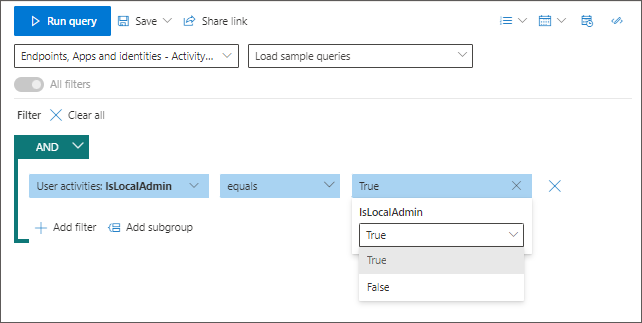 Run query Save Share link
Endpoints, Apps and identities - Activity... Load sample queries
All filters
Filter Clear all
AND
User activities: IsLocalAdmin equals True
IsLocalAdmin
Add filter Add subgroup
True
True
False